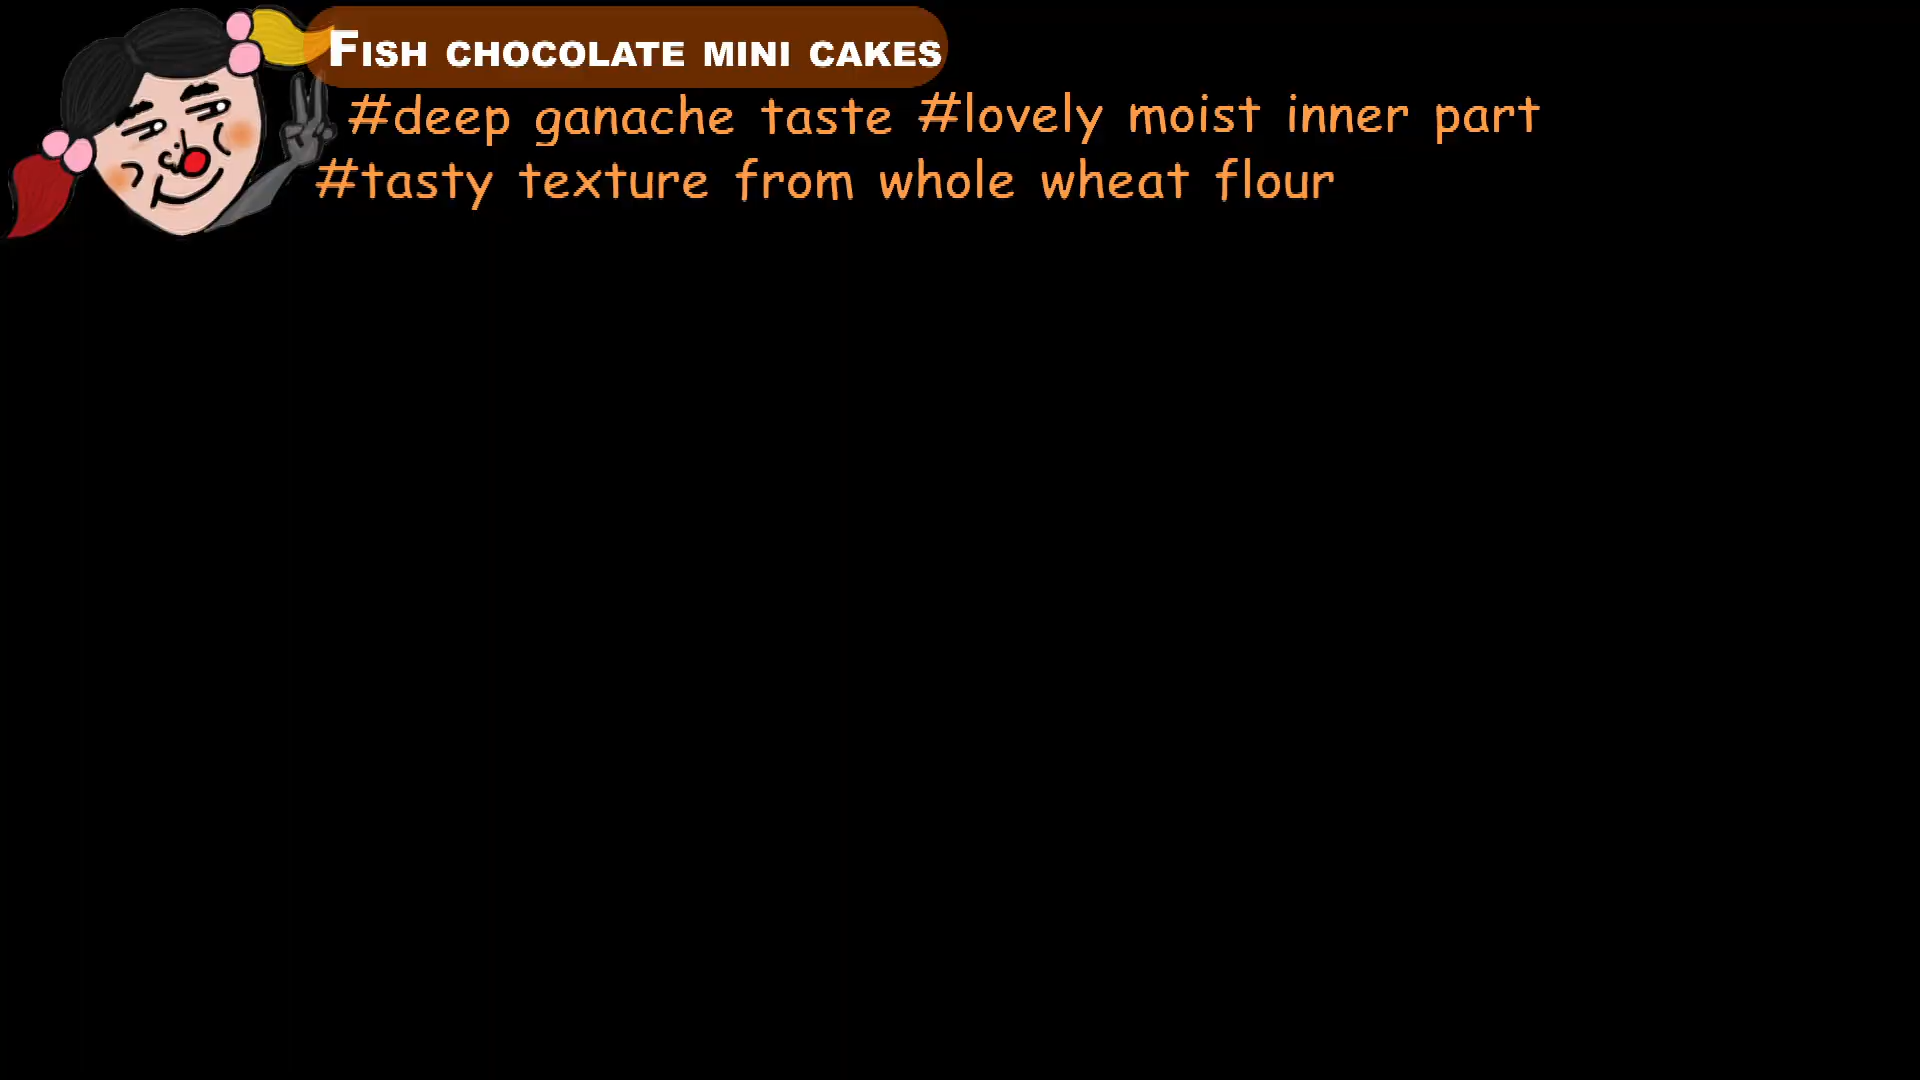 Fish chocolate mini cakes
#deep ganache taste #lovely moist inner part
#tasty texture from whole wheat flour